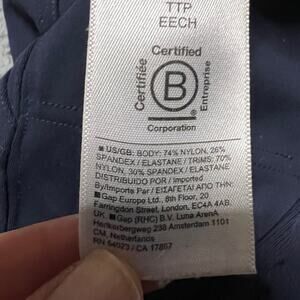 TTP
EECH
Certified
Certifiée
B
Entreprise
Corporation
■ US/GB: BODY: 74% NYLON, 26%
SPANDEX / ELASTANE / TRIMS: 70%
NYLON, 30% SPANDEX / ELASTANE
DISTRIBUIDO POR / imported
By/Importe Par / ΕΙΣΑΓΕΤΑΙ ΑΠΟ ΤΗΝ:
■ Gap Europe Ltd., 8th Floor, 20
Farringdon Street, London, EC4A 4AB.
UK. ■ Gap (RHC) B.V. Luna ArenA
Herikerbergweg 238 Amsterdam 1101
CM, Netherlands
RN 54023 / CA 17897